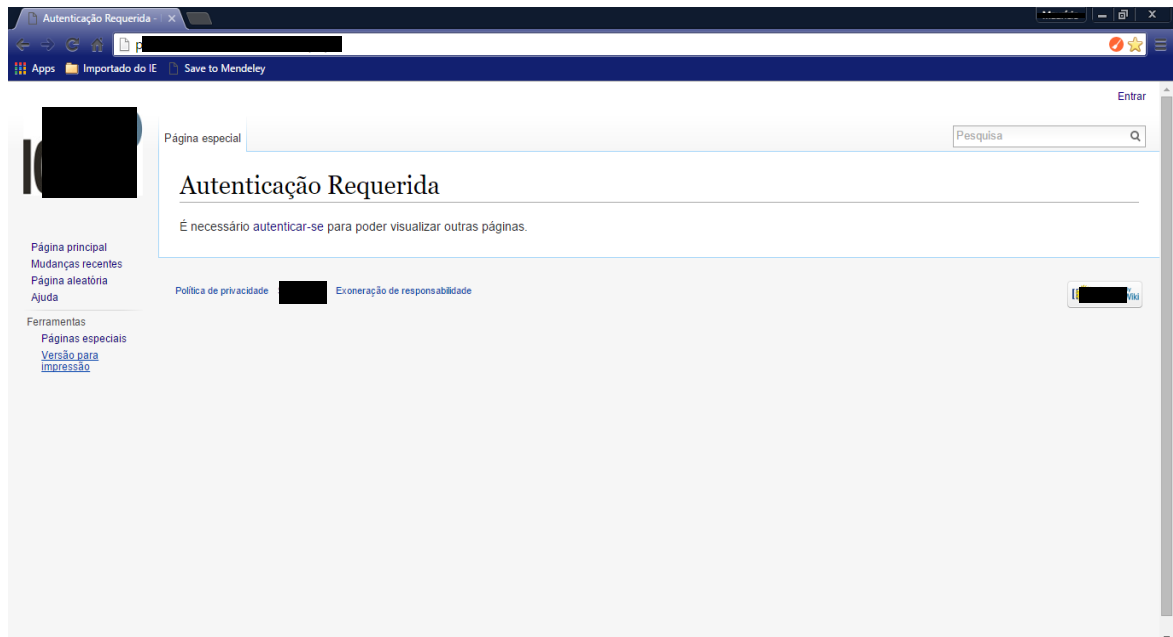 Autenticação Requerida -
Apps Importado do IE Save to Mendeley
Entrar
Página especial
Pesquisa
Autenticação Requerida
É necessário autenticar-se para poder visualizar outras páginas.
Página principal
Mudanças recentes
Página aleatória
Ajuda
Ferramentas
Páginas especiais
Versão para
impressão
Política de privacidade Exoneração de responsabilidade